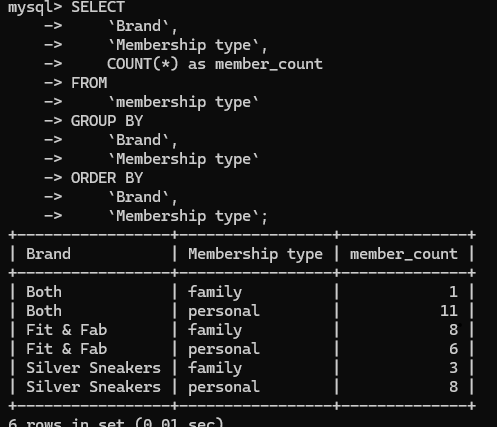 mysql> SELECT
    ->     `Brand`,
    ->     `Membership type`,
    ->     COUNT(*) as member_count
    -> FROM
    ->     `membership type`
    -> GROUP BY
    ->     `Brand`,
    ->     `Membership type`
    -> ORDER BY
    ->     `Brand`,
    ->     `Membership type`;
+----------------+-----------------+--------------+
| Brand          | Membership type | member_count |
+----------------+-----------------+--------------+
| Both           | family          |            1 |
| Both           | personal        |           11 |
| Fit & Fab      | family          |            8 |
| Fit & Fab      | personal        |            6 |
| Silver Sneakers | family          |            3 |
| Silver Sneakers | personal        |            8 |
+----------------+-----------------+--------------+
6 rows in set (0.01 sec)